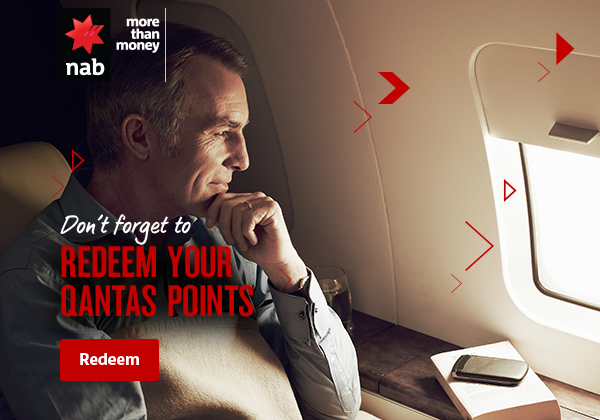 nab
more
than
money
Don't forget to
REDEEM YOUR
QANTAS POINTS
Redeem